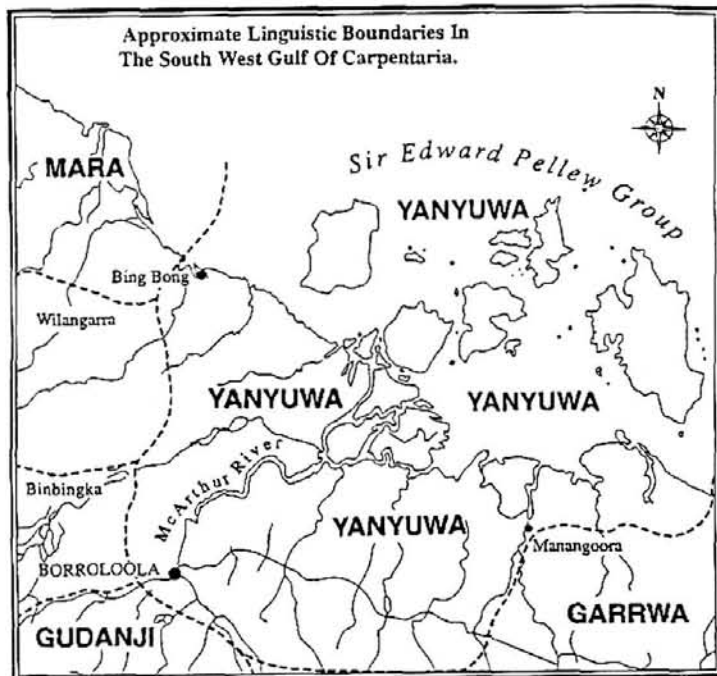 Approximate Linguistic Boundaries In
The South West Gulf Of Carpentaria.
N
Sir Edward Pellew Group
MARA
YANYUWA
Bing Bong
Wilangarra
YANYUWA
YANYUWA
McArthur River
Binbingka
YANYUWA
Manangoora
BORROLOOLA
GARRWA
GUDANJI